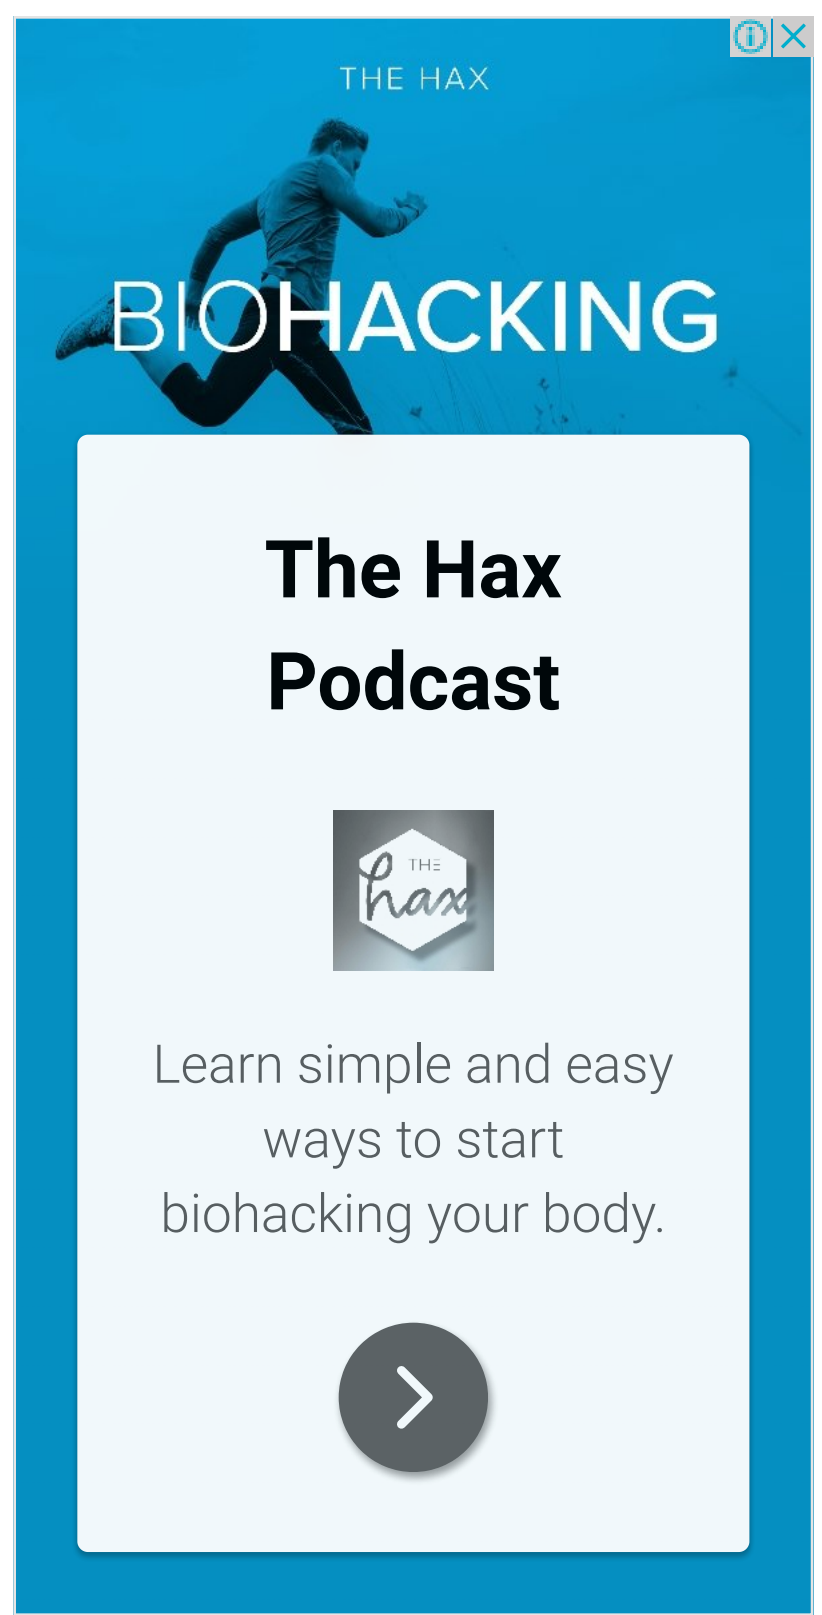 THE HAX
BIOHACKING
The Hax
Podcast
THE
hax
Learn simple and easy
ways to start
biohacking your body.